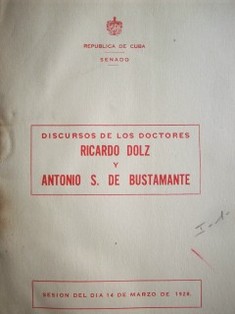 REPUBLICA DE CUBA
SENADO
DISCURSOS DE LOS DOCTORES
RICARDO DOLZ
Y
ANTONIO S. DE BUSTAMANTE
SESION DEL DIA 14 DE MARZO DE 1928.